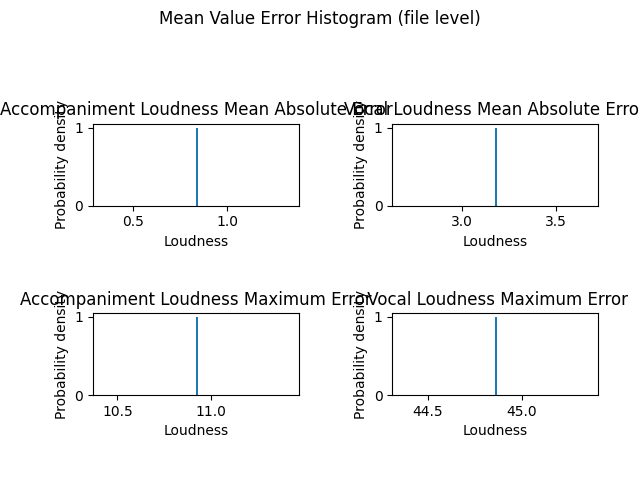 Mean Value Error Histogram (file level)
Accompaniment Loudness Mean Absolute Error
Vocal Loudness Mean Absolute Erro
Probability density
1
0
0.5 1.0
Loudness
Probability density
1
0
3.0 3.5
Loudness
Accompaniment Loudness Maximum Error
Vocal Loudness Maximum Error
Probability density
1
0
10.5 11.0
Loudness
Probability density
1
0
44.5 45.0
Loudness